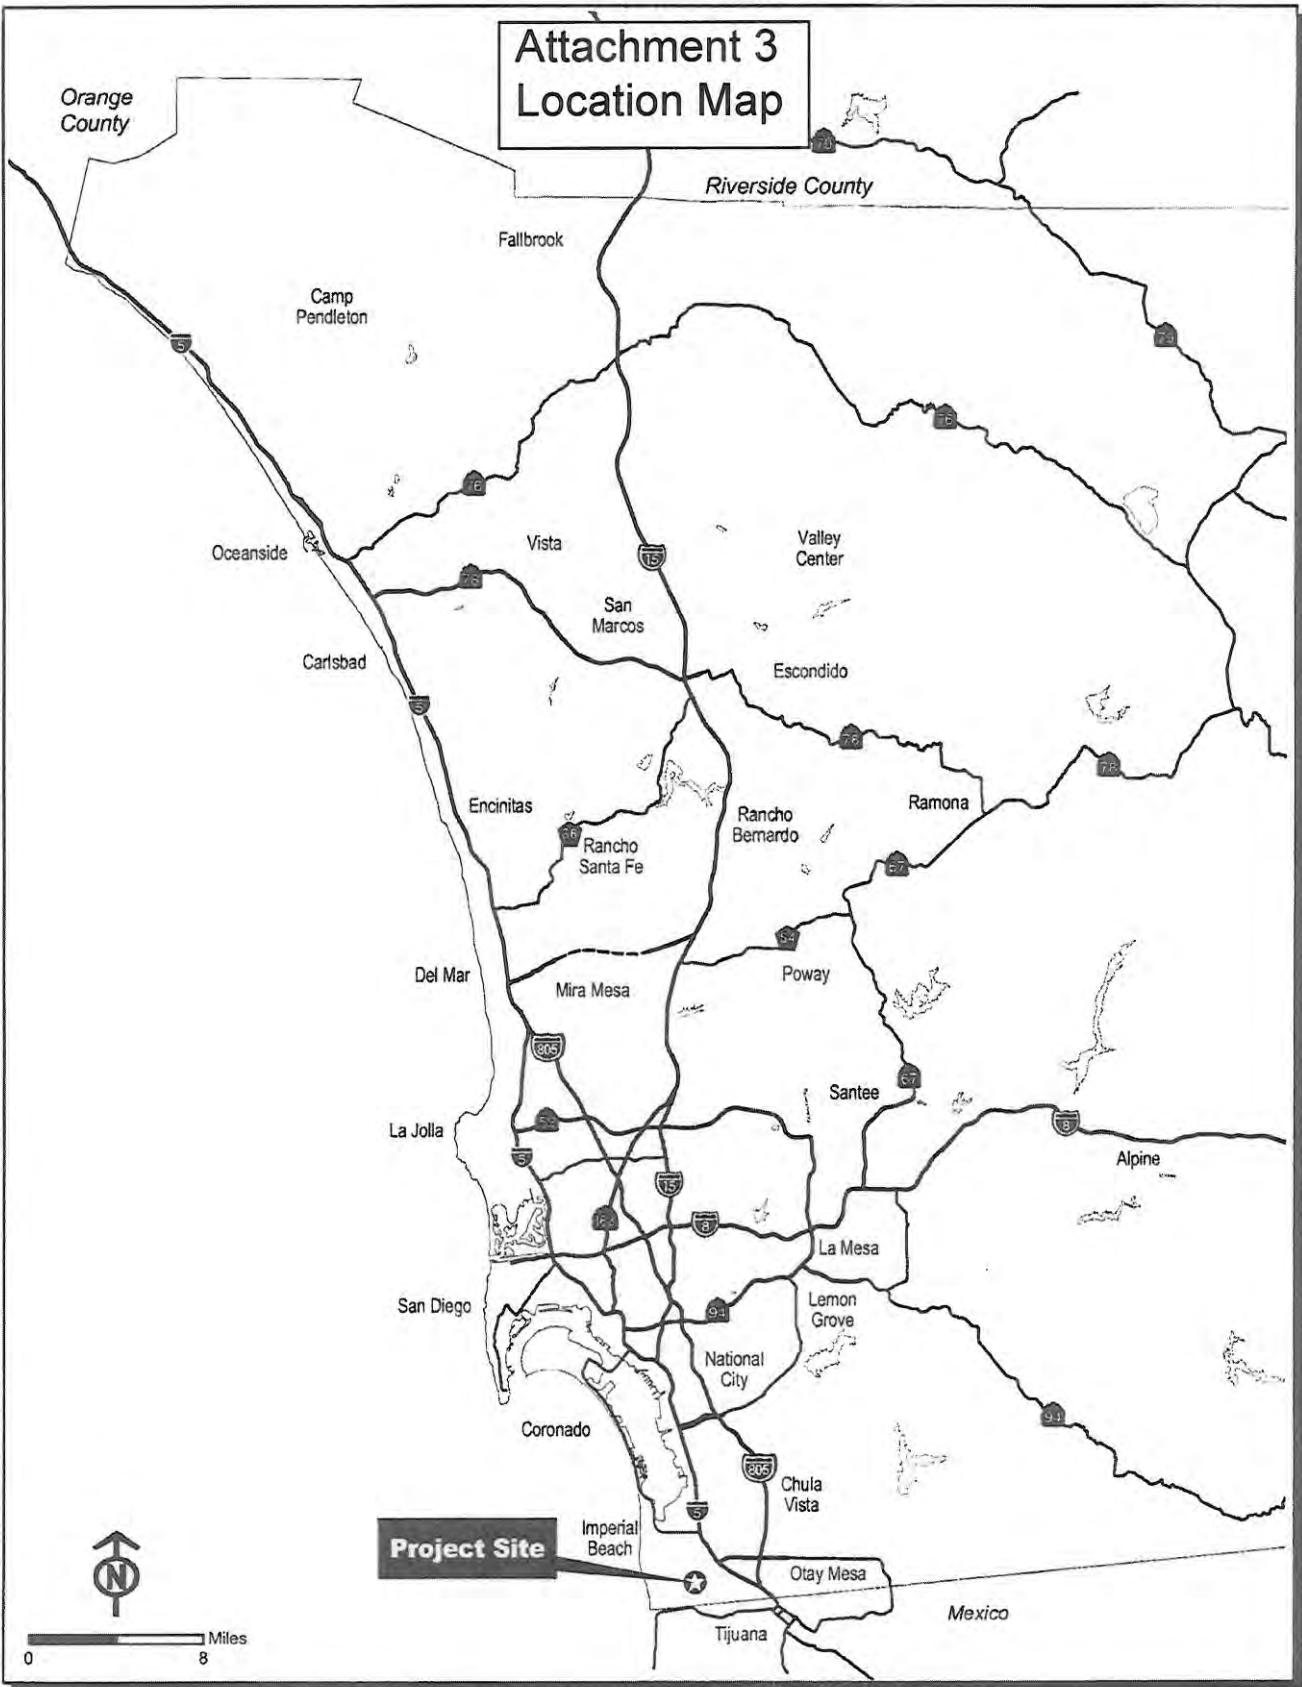 Attachment 3
Location Map
Orange
County
Riverside County
Fallbrook
Camp
Pendleton
5
79
76
76
Oceanside
Vista
15
Valley
Center
78
San
Marcos
Carlsbad
Escondido
5
78
78
Encinitas
Rancho
Bernardo
Ramona
Rancho
Santa Fe
67
Del Mar
Mira Mesa
Poway
805
67
Santee
La Jolla
52
8
5
Alpine
15
8
La Mesa
San Diego
94
Lemon
Grove
National
City
94
Coronado
805
Chula
Vista
5
Imperial
Beach
Project Site
Otay Mesa
N
Mexico
Tijuana
Miles
0
8